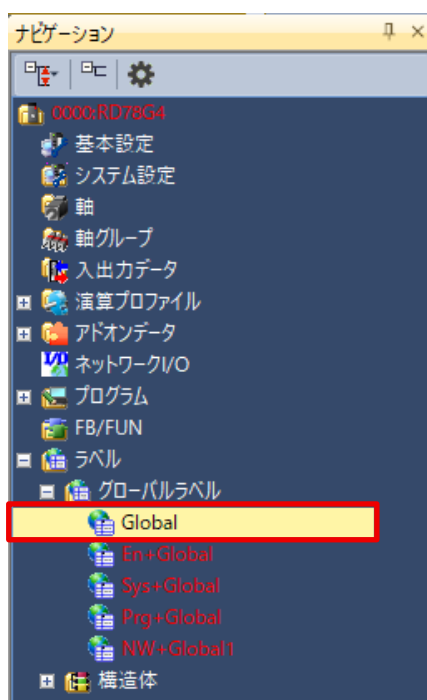 ナビゲーション
0000:RD78G4
基本設定
システム設定
軸
軸グループ
入出力データ
演算プロファイル
アドオンデータ
I/O
ネットワークI/O
プログラム
FB/FUN
ラベル
グローバルラベル
Global
En+Global
Sys+Global
Prg+Global
NW+Global1
構造体